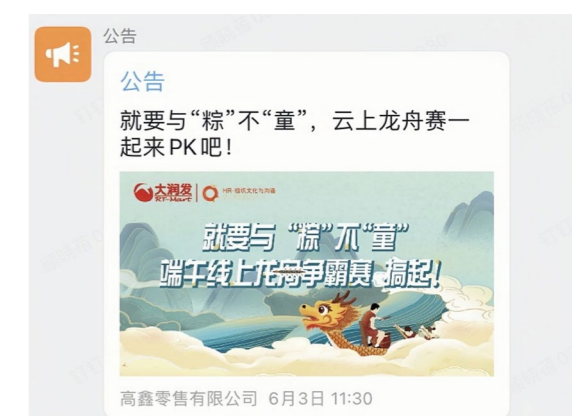 公告
公告
就要与“粽”不“童”，云上龙舟赛一
起来PK吧！
大润发
RT-MART
HR·组织文化与沟通
就要与“粽”不“童”
端午线上龙舟争霸赛，搞起！
高鑫零售有限公司 6月3日 11:30